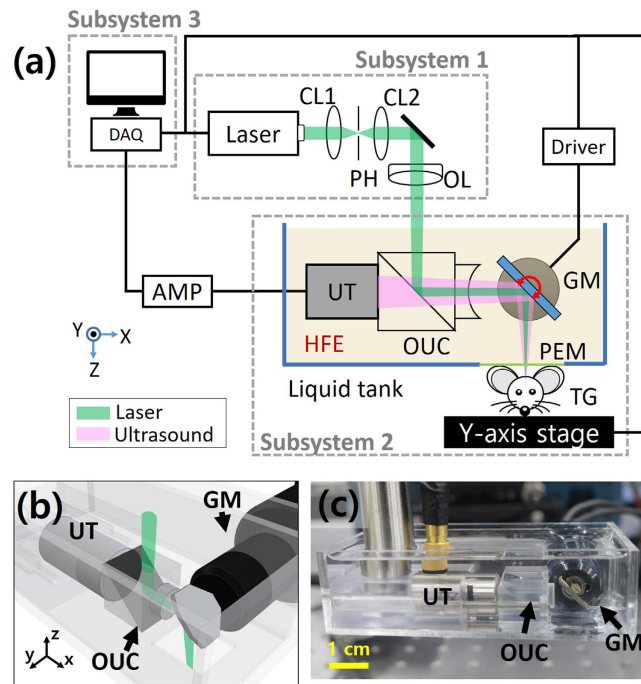 Subsystem 3
(a)
Subsystem 1
CL1
CL2
DAQ
Laser
Driver
PH
OL
AMP
UT
GM
HFE
OUC
PEM
Y
X
Z
Liquid tank
TG
Laser
Ultrasound
Y-axis stage
Subsystem 2
(b)
GM
UT
OUC
z
y
x
(c)
UT
1 cm
OUC
GM